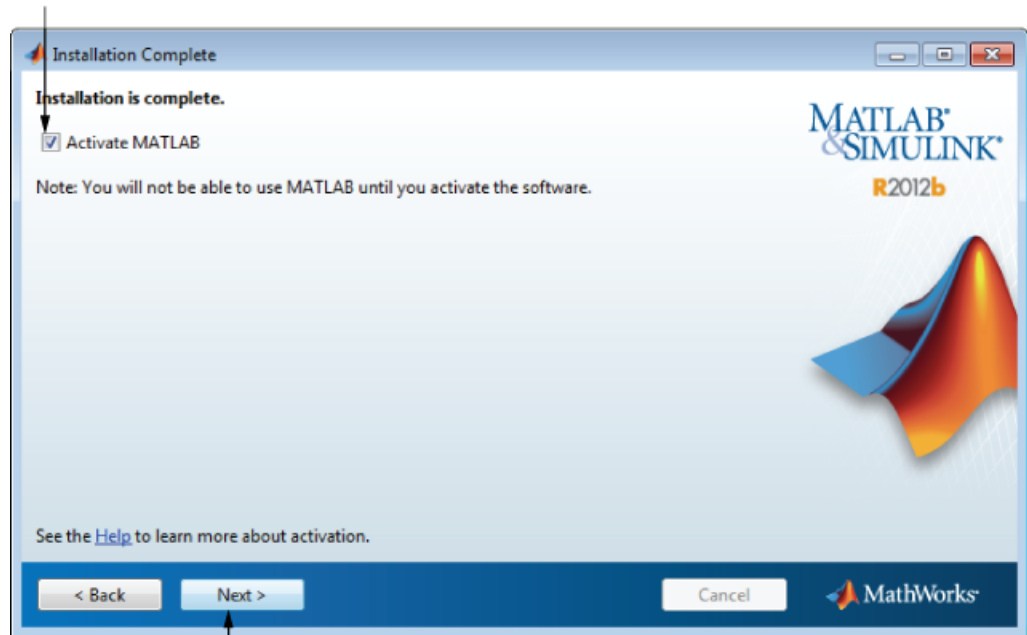 Installation Complete
Installation is complete.
Activate MATLAB
MATLAB®
&SIMULINK®
Note: You will not be able to use MATLAB until you activate the software.
R2012b
See the Help to learn more about activation.
< Back
Next >
Cancel
MathWorks®